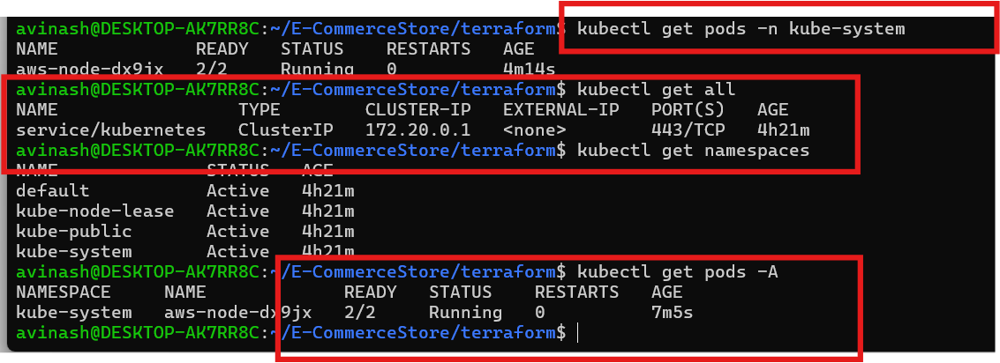 avinash@DESKTOP-AK7RR8C:~/E-CommerceStore/terraform$ kubectl get pods -n kube-system
NAME READY STATUS RESTARTS AGE
aws-node-dx9jx 2/2 Running 0 4m14s
avinash@DESKTOP-AK7RR8C:~/E-CommerceStore/terraform$ kubectl get all
NAME TYPE CLUSTER-IP EXTERNAL-IP PORT(S) AGE
service/kubernetes ClusterIP 172.20.0.1 <none> 443/TCP 4h21m
avinash@DESKTOP-AK7RR8C:~/E-CommerceStore/terraform$ kubectl get namespaces
NAME STATUS AGE
default Active 4h21m
kube-node-lease Active 4h21m
kube-public Active 4h21m
kube-system Active 4h21m
avinash@DESKTOP-AK7RR8C:~/E-CommerceStore/terraform$ kubectl get pods -A
NAMESPACE NAME READY STATUS RESTARTS AGE
kube-system aws-node-dx9jx 2/2 Running 0 7m5s
avinash@DESKTOP-AK7RR8C:~/E-CommerceStore/terraform$